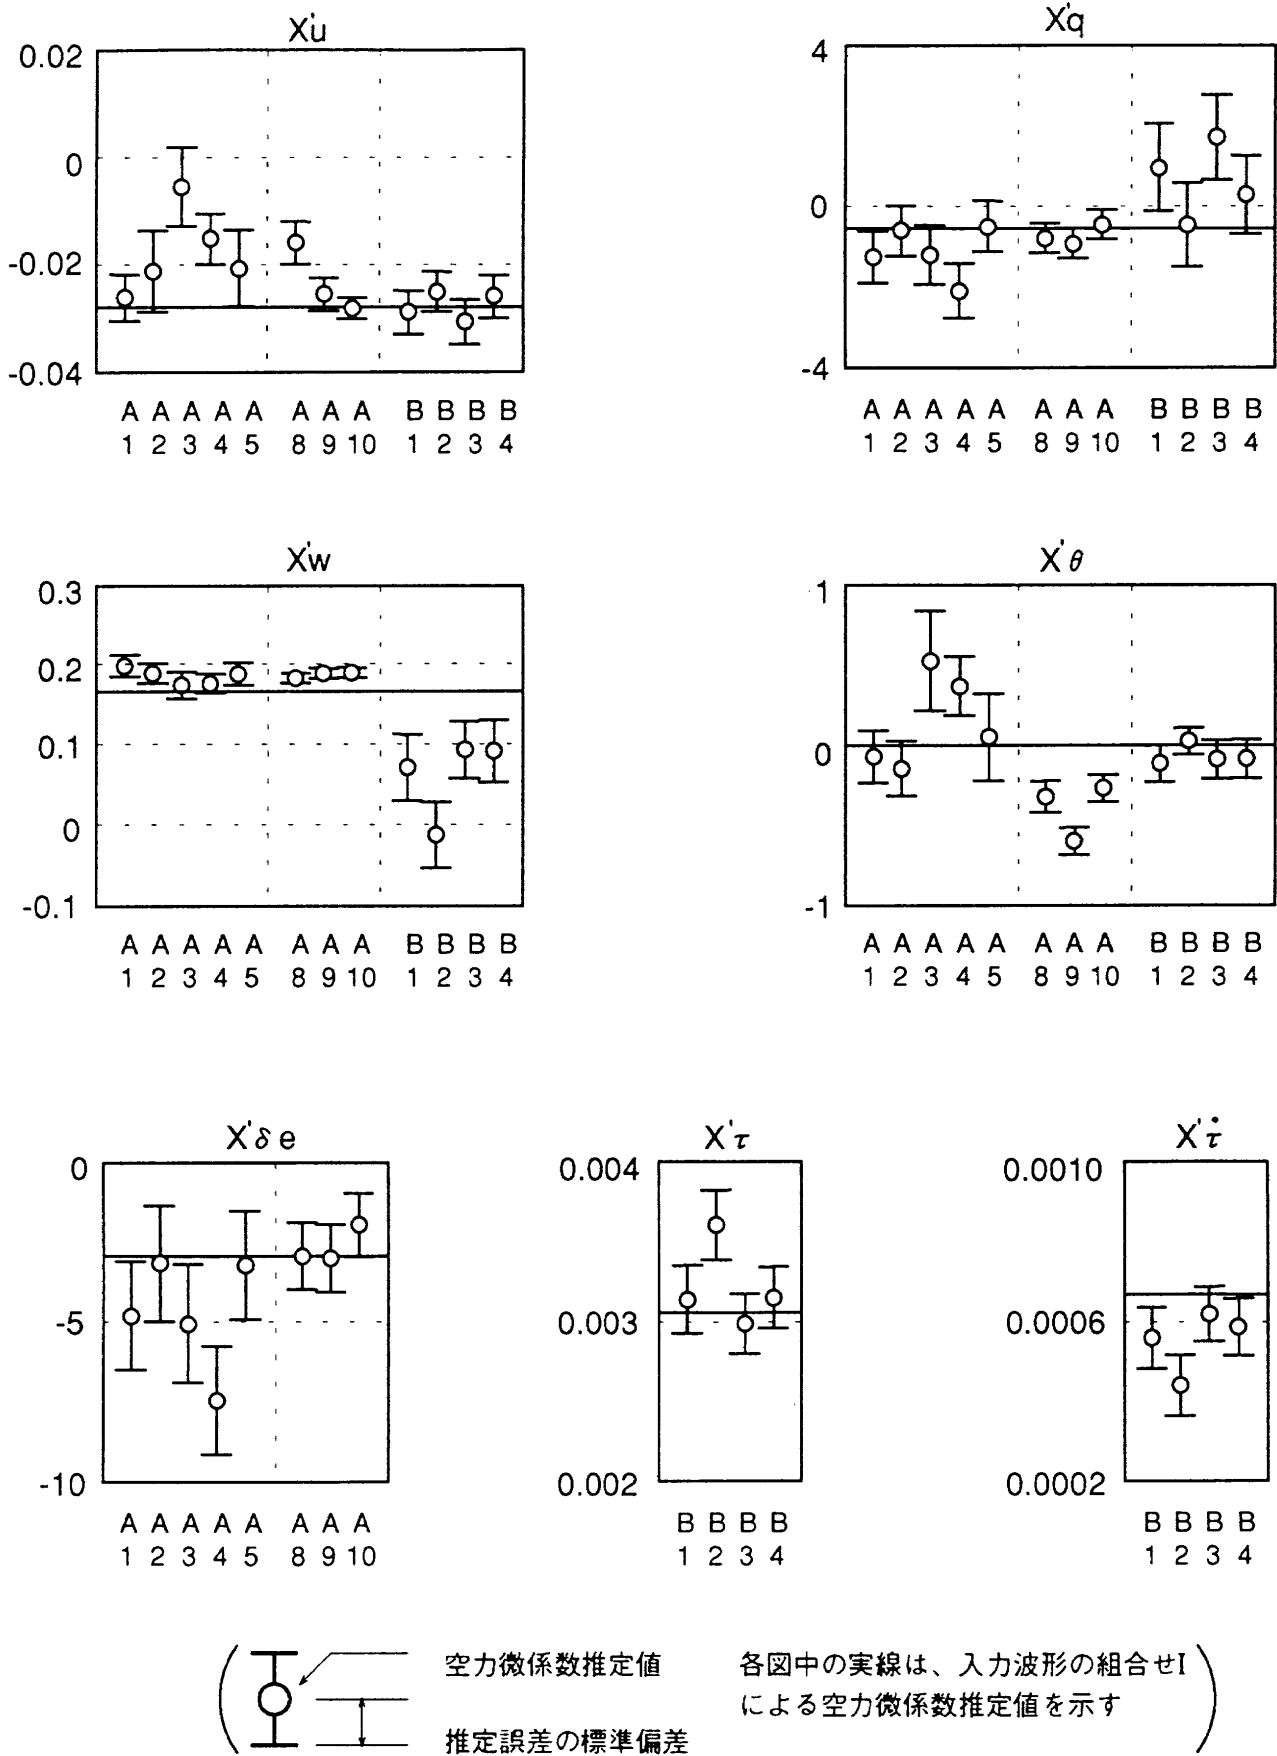 X'u
0.02
0
-0.02
-0.04
A A A A A A A A B B B B
1 2 3 4 5 8 9 10 1 2 3 4
X'q
4
0
-4
A A A A A A A A B B B B
1 2 3 4 5 8 9 10 1 2 3 4
X'w
0.3
0.2
0.1
0
-0.1
A A A A A A A A B B B B
1 2 3 4 5 8 9 10 1 2 3 4
X'θ
1
0
-1
A A A A A A A A B B B B
1 2 3 4 5 8 9 10 1 2 3 4
X'δe
0
-5
-10
A A A A A A A A
1 2 3 4 5 8 9 10
X'τ
0.004
0.003
0.002
B B B B
1 2 3 4
X'τ̇
0.0010
0.0006
0.0002
B B B B
1 2 3 4
空力微係数推定値
推定誤差の標準偏差
各図中の実線は、入力波形の組合せI
による空力微係数推定値を示す